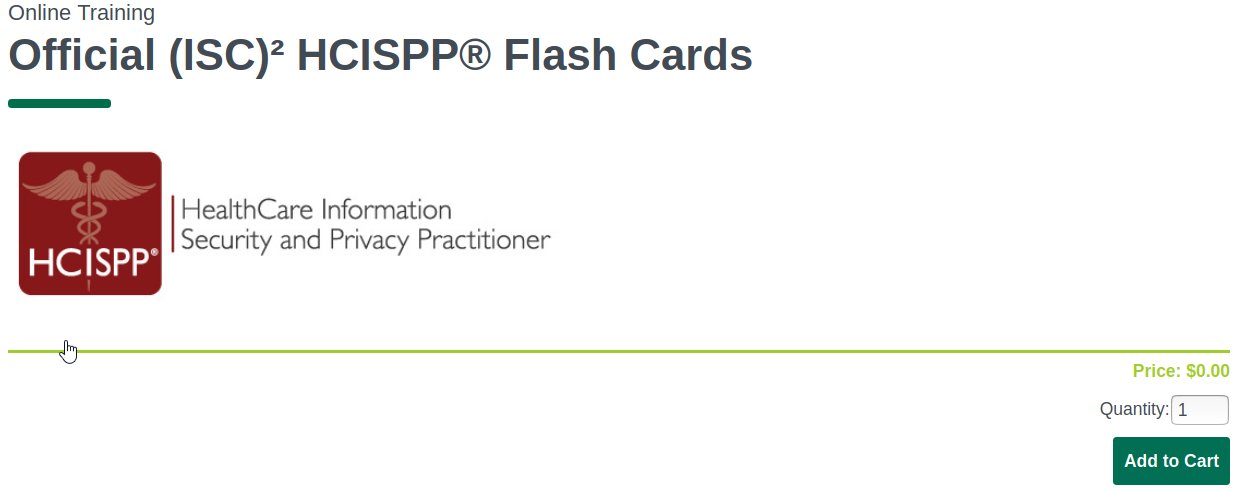 Online Training
Official (ISC)² HCISPP® Flash Cards
HCISPP®
HealthCare Information
Security and Privacy Practitioner
Price: $0.00
Quantity: 1
Add to Cart